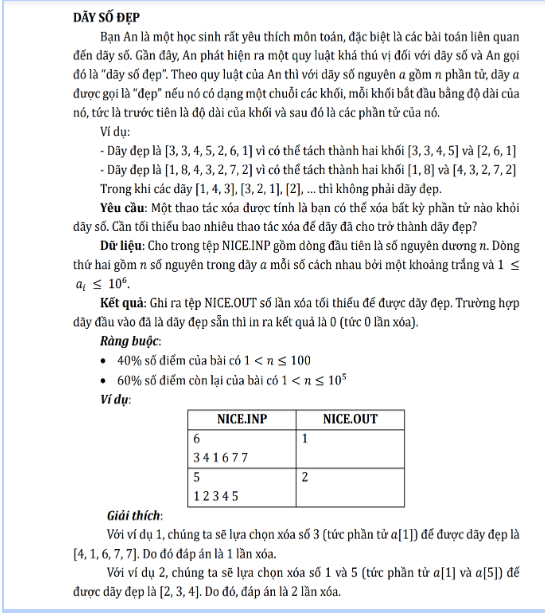 DÃY SỐ ĐẸP
Bạn An là một học sinh rất yêu thích môn toán, đặc biệt là các bài toán liên quan
đến dãy số. Gần đây, An phát hiện ra một quy luật khá thú vị đối với dãy số và An gọi
đó là "dãy số đẹp". Theo quy luật của An thì với dãy số nguyên a gồm n phần tử, dãy a
được gọi là "đẹp" nếu nó có dạng một chuỗi các khối, mỗi khối bắt đầu bằng độ dài của
nó, tức là trước tiên là độ dài của khối và sau đó là các phần tử của nó.
Ví dụ:
- Dãy đẹp là [3, 3, 4, 5, 2, 6, 1] vì có thể tách thành hai khối [3, 3, 4, 5] và [2, 6, 1]
- Dãy đẹp là [1, 8, 4, 3, 2, 7, 2] vì có thể tách thành hai khối [1, 8] và [4, 3, 2, 7, 2]
Trong khi các dãy [1, 4, 3], [3, 2, 1], [2], ... thì không phải dãy đẹp.
Yêu cầu: Một thao tác xóa được tính là bạn có thể xóa bất kỳ phần tử nào khỏi
dãy số. Cần tối thiểu bao nhiêu thao tác xóa để dãy đã cho trở thành dãy đẹp?
Dữ liệu: Cho trong tệp NICE.INP gồm dòng đầu tiên là số nguyên dương n. Dòng
thứ hai gồm n số nguyên trong dãy a mỗi số cách nhau bởi một khoảng trắng và 1 ≤
aᵢ ≤ 10⁶.
Kết quả: Ghi ra tệp NICE.OUT số lần xóa tối thiểu để được dãy đẹp. Trường hợp
dãy đầu vào đã là dãy đẹp sẵn thì in ra kết quả là 0 (tức 0 lần xóa).
Ràng buộc:
• 40% số điểm của bài có 1 < n ≤ 100
• 60% số điểm còn lại của bài có 1 < n ≤ 10⁵
Ví dụ:
NICE.INP NICE.OUT
6 1
3 4 1 6 7 7
5 2
1 2 3 4 5
Giải thích:
Với ví dụ 1, chúng ta sẽ lựa chọn xóa số 3 (tức phần tử a[1]) để được dãy đẹp là
[4, 1, 6, 7, 7]. Do đó đáp án là 1 lần xóa.
Với ví dụ 2, chúng ta sẽ lựa chọn xóa số 1 và 5 (tức phần tử a[1] và a[5]) để
được dãy đẹp là [2, 3, 4]. Do đó, đáp án là 2 lần xóa.